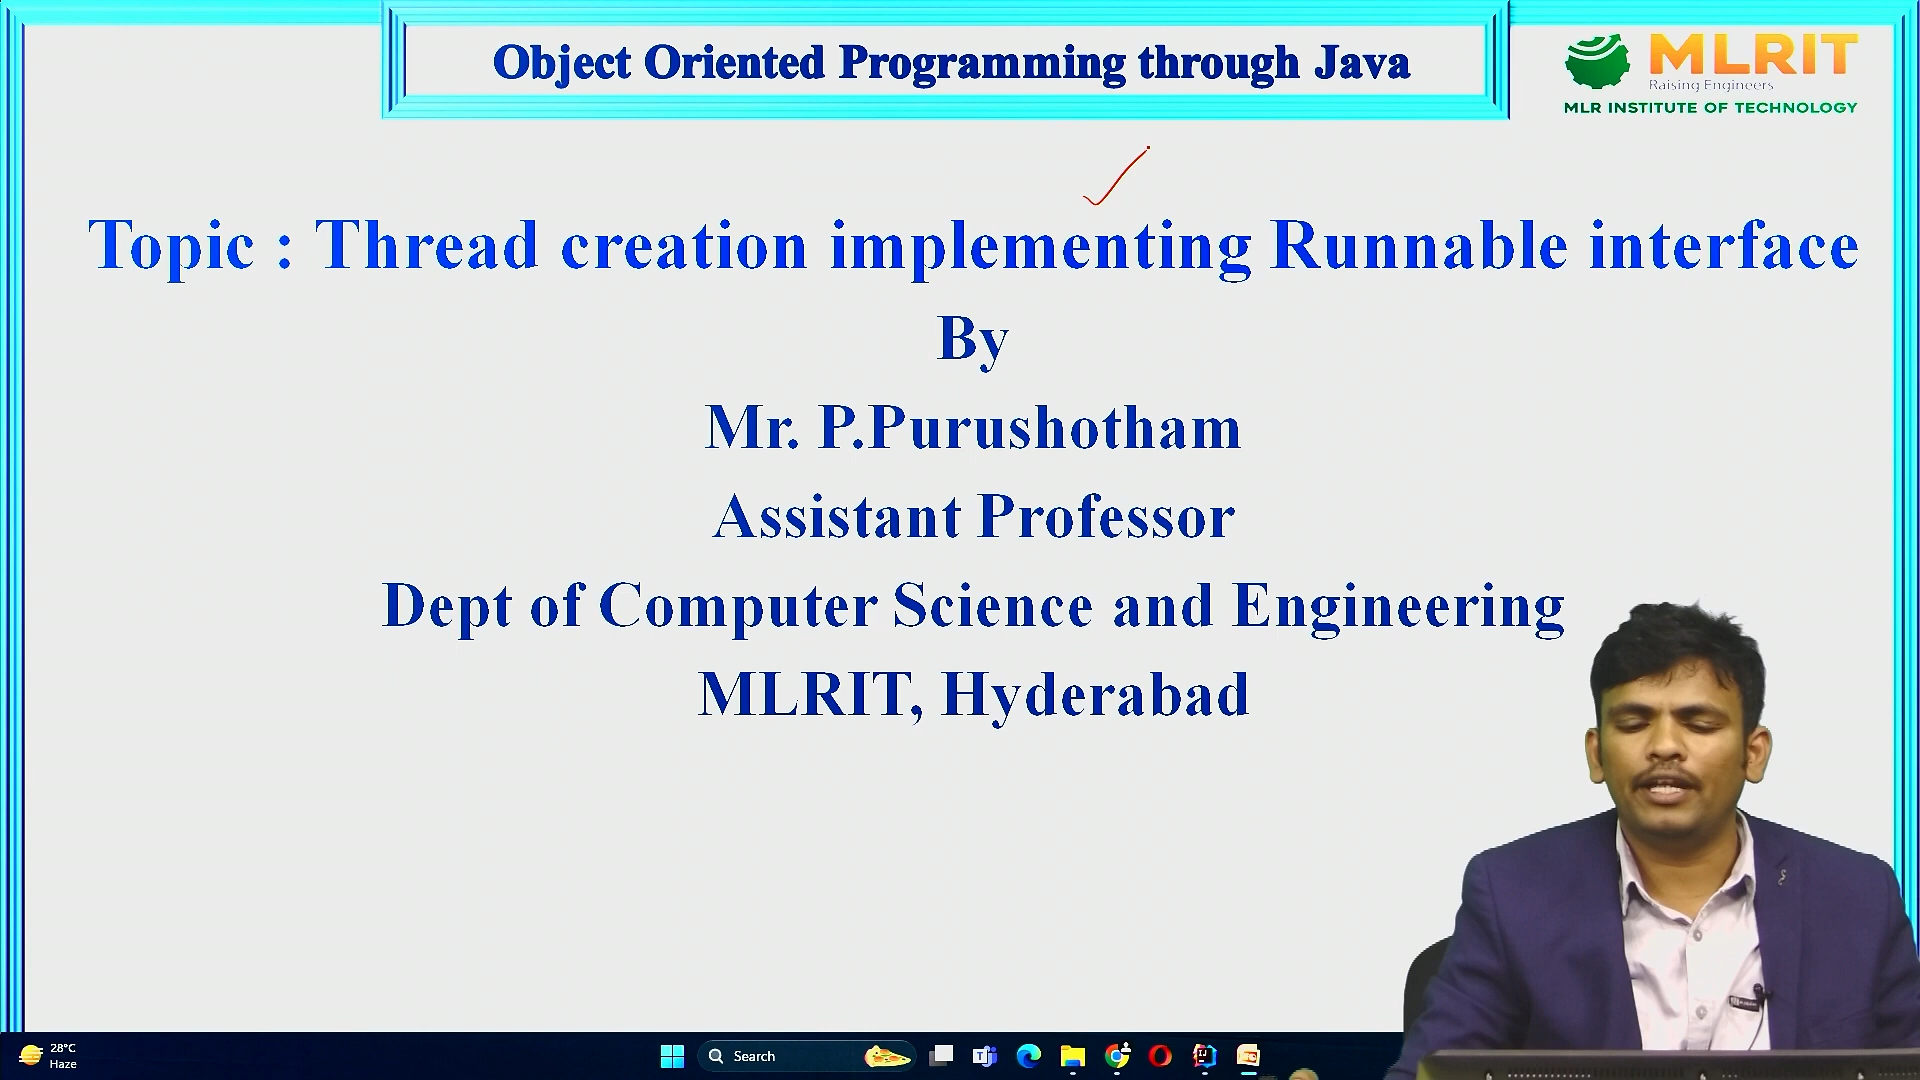 Object Oriented Programming through Java
MLRIT
Raising Engineers
MLR INSTITUTE OF TECHNOLOGY
Topic : Thread creation implementing Runnable interface
By
Mr. P.Purushotham
Assistant Professor
Dept of Computer Science and Engineering
MLRIT, Hyderabad
28°C
Haze
Search